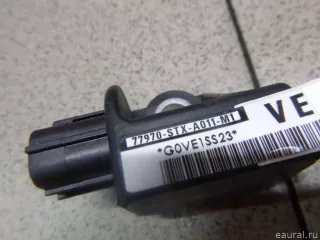 77970-STX-A011-M1
*G0VE1SS23*
VE
eaural.ru/